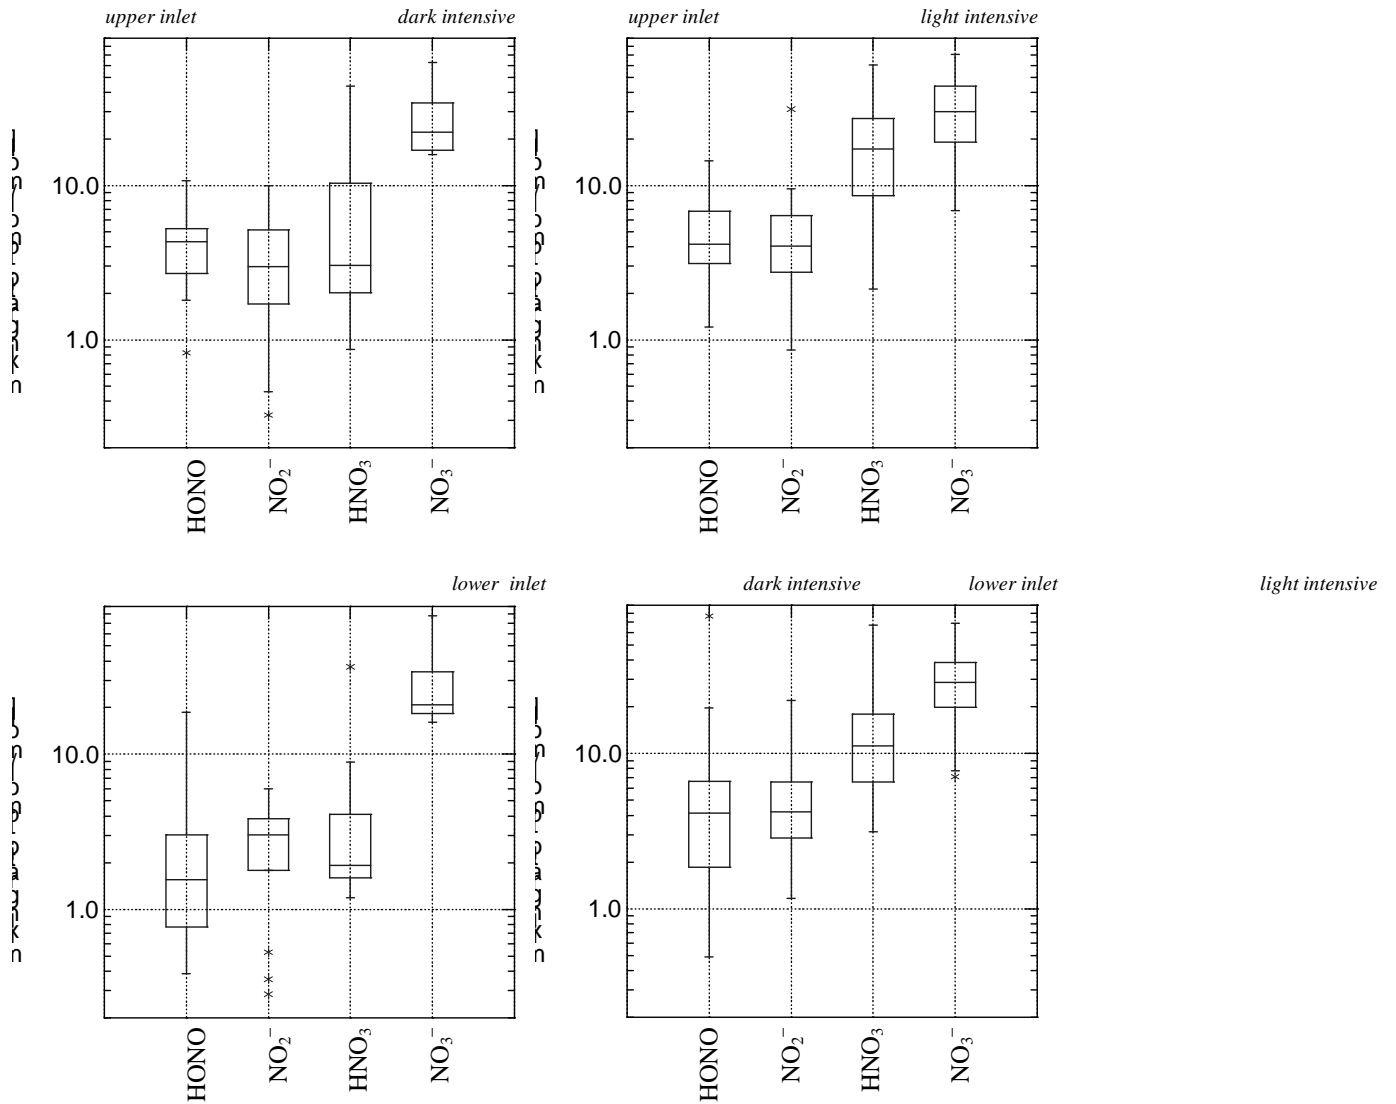 upper inlet dark intensive upper inlet light intensive
10.0 10.0
1.0 1.0
HONO NO₂⁻ HNO₃ NO₃⁻ HONO NO₂⁻ HNO₃ NO₃⁻
lower inlet dark intensive lower inlet light intensive
10.0 10.0
1.0 1.0
HONO NO₂⁻ HNO₃ NO₃⁻ HONO NO₂⁻ HNO₃ NO₃⁻